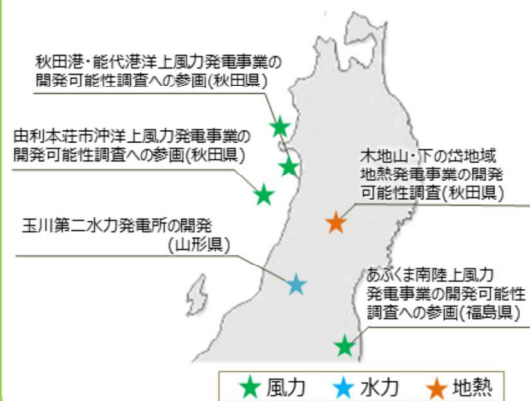 秋田港・能代港洋上風力発電事業の
開発可能性調査への参画(秋田県)
由利本荘市沖洋上風力発電事業の
開発可能性調査への参画(秋田県)
木地山・下の岱地域
地熱発電事業の開発
可能性調査(秋田県)
玉川第二水力発電所の開発
(山形県)
あぶくま南陸上風力
発電事業の開発可能性
調査への参画(福島県)
★風力 ★水力 ★地熱